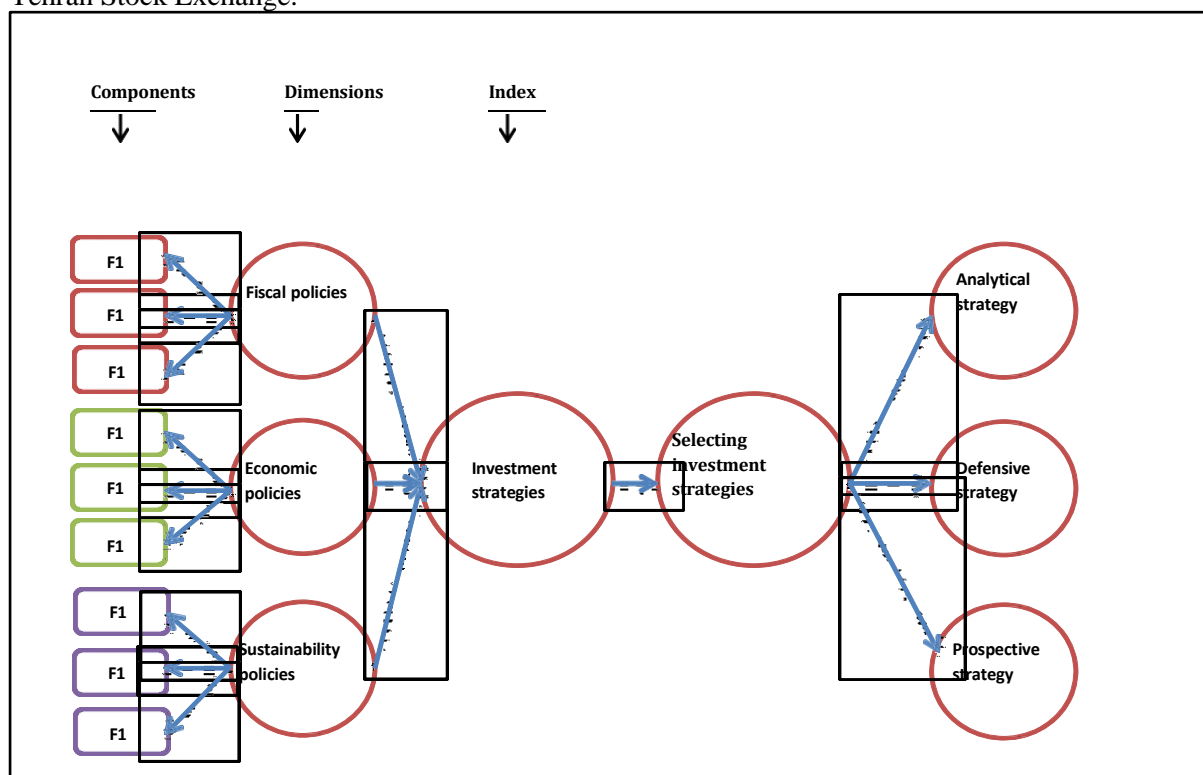 Tehran Stock Exchange.
Components
Dimensions
Index
F1
F1
F1
Fiscal policies
F1
F1
F1
Economic
policies
F1
F1
F1
Sustainability
policies
Investment
strategies
Selecting
investment
strategies
Analytical
strategy
Defensive
strategy
Prospective
strategy